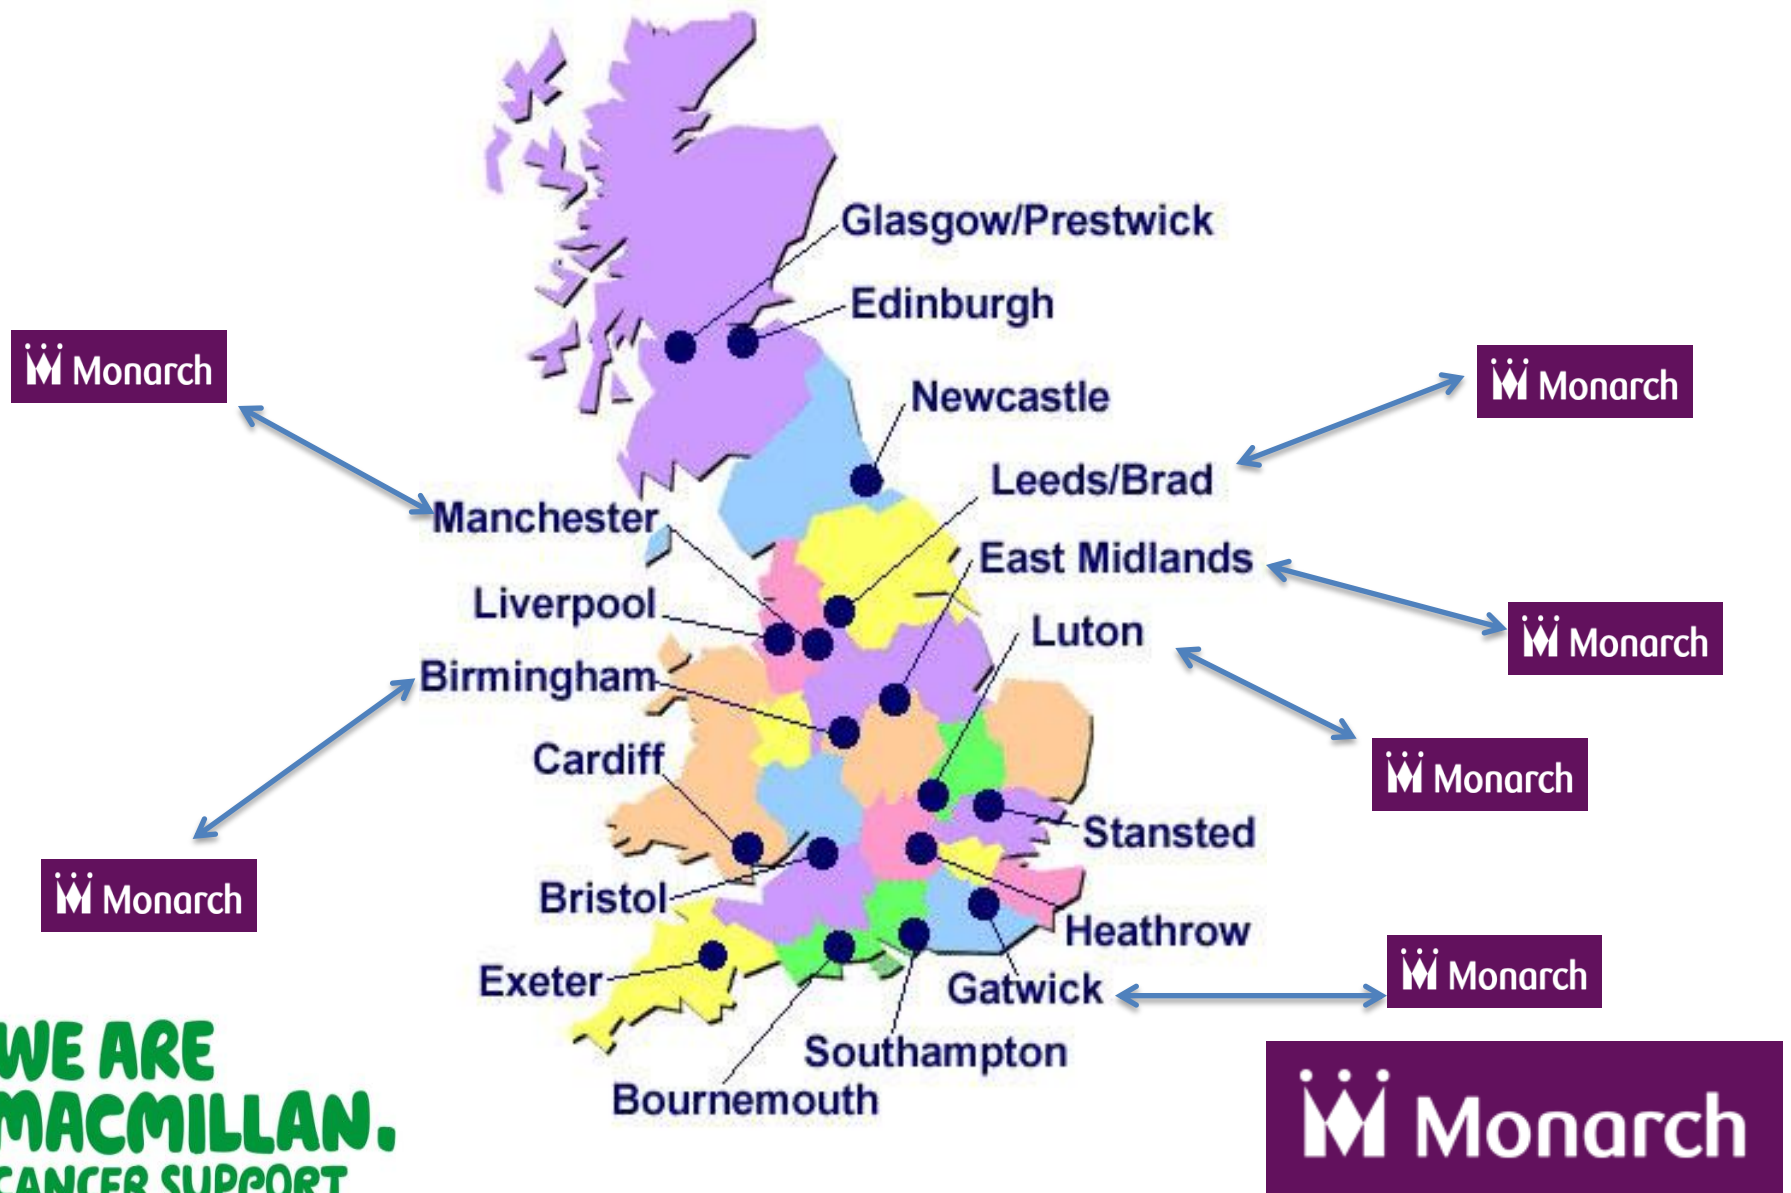 Glasgow/Prestwick
Edinburgh
Monarch
Monarch
Newcastle
Leeds/Brad
Manchester
East Midlands
Liverpool
Luton
Monarch
Birmingham
Cardiff
Monarch
Stansted
Bristol
Monarch
Heathrow
Exeter
Gatwick
Monarch
WE ARE
MACMILLAN.
CANCER SUPPORT
Southampton
Bournemouth
Monarch